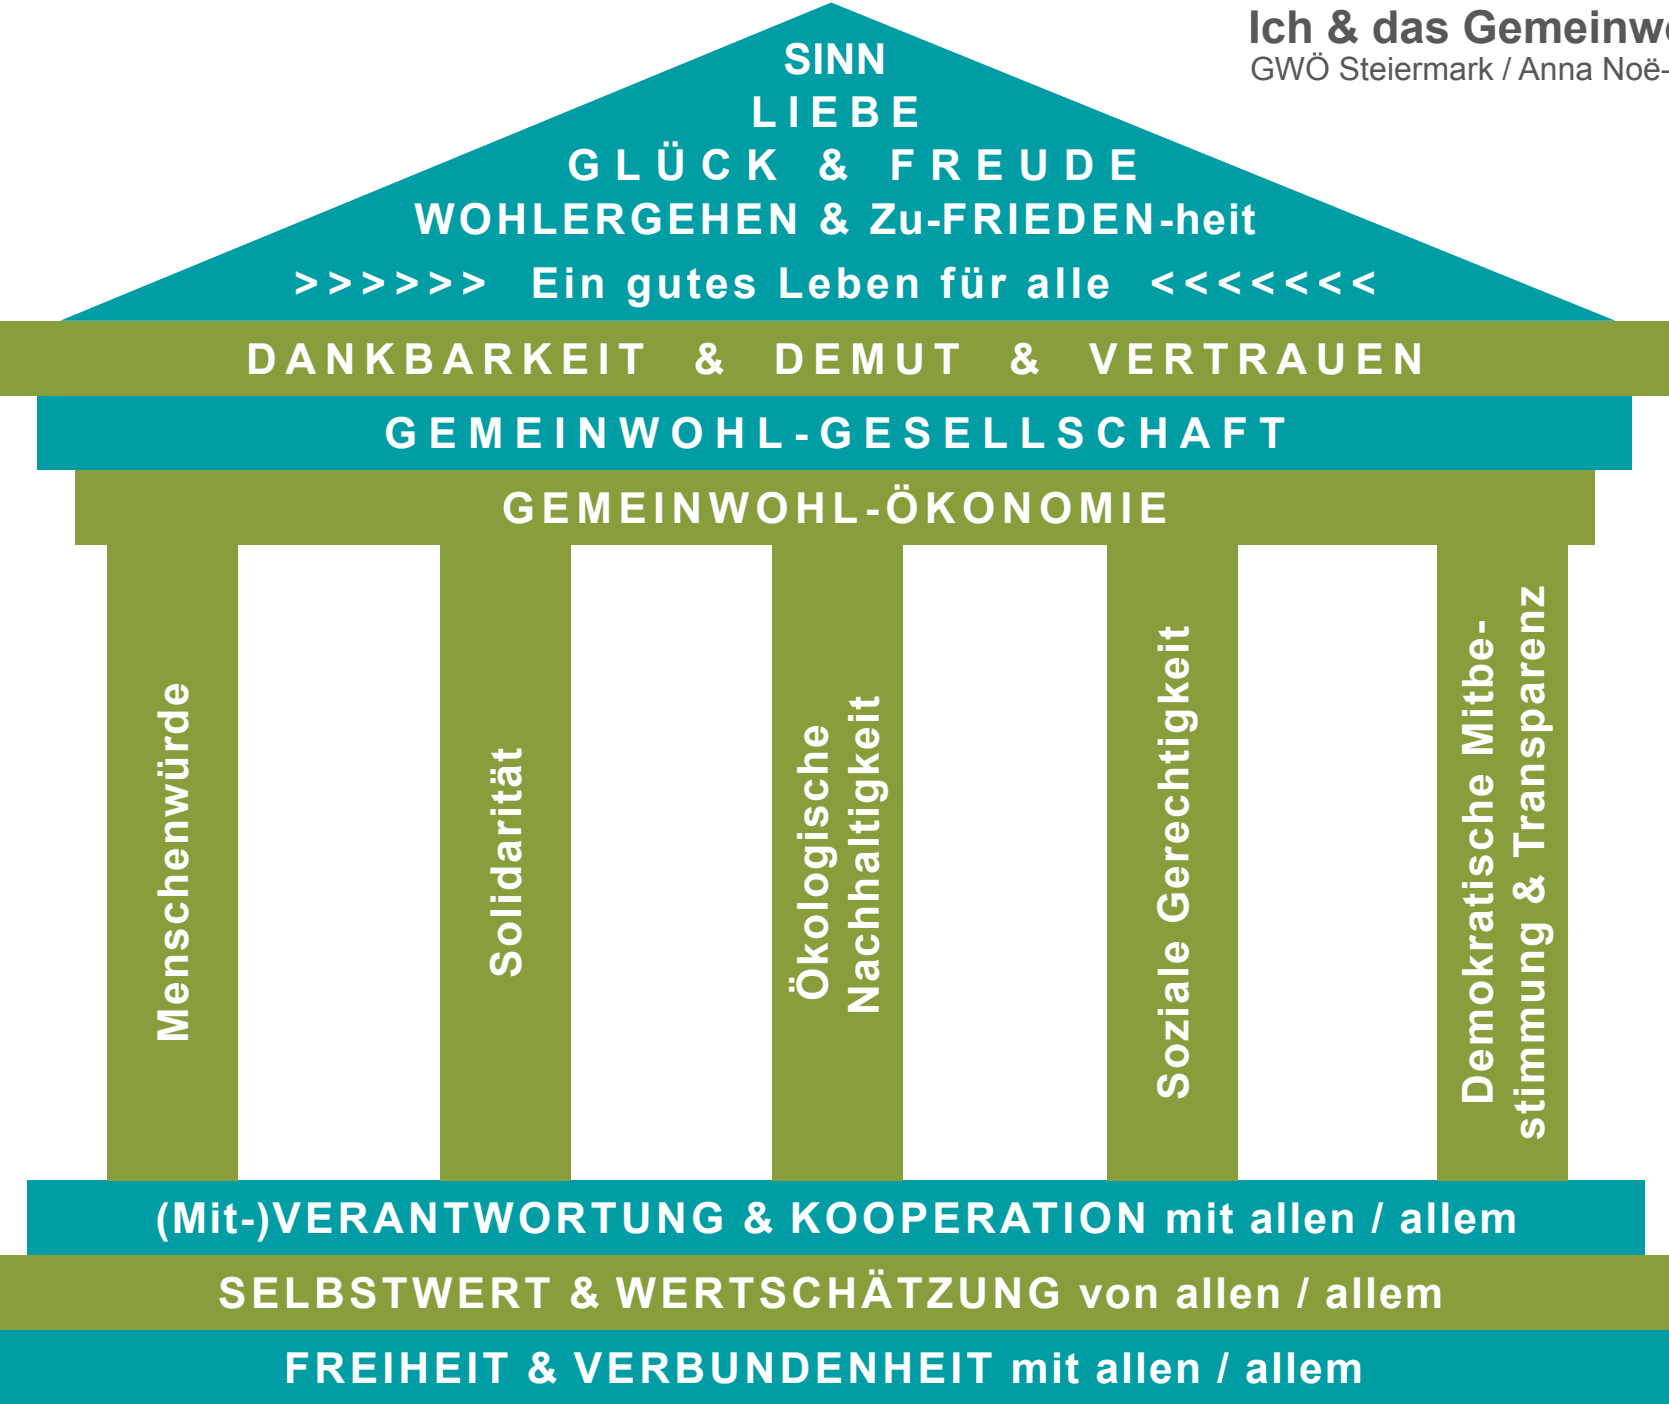 Ich & das
GWÖ Steiermark / Anna
SINN
LIEBE
GLÜCK & FREUDE
WOHLERGEHEN & Zu-FRIEDEN-heit
>>>>>> Ein gutes Leben für alle <<<<<<<
DANKBARKEIT & DEMUT & VERTRAUEN
GEMEINWOHL-GESELLSCHAFT
GEMEINWOHL-ÖKONOMIE
Menschenwürde
Solidarität
Ökologische
Nachhaltigkeit
Soziale Gerechtigkeit
Demokratische Mitbe-
stimmung & Transparenz
(Mit-)VERANTWORTUNG & KOOPERATION mit allen / allem
SELBSTWERT & WERTSCHÄTZUNG von allen / allem
FREIHEIT & VERBUNDENHEIT mit allen / allem